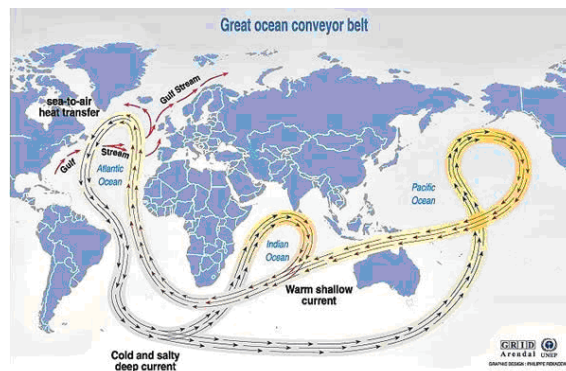 Great ocean conveyor belt
sea-to-air
heat transfer
Gulf Stream
Gulf
Stream
Atlantic
Ocean
Pacific
Ocean
Indian
Ocean
Warm shallow
current
Cold and salty
deep current
G R I D
Arendal
UNEP
GRAPHIC DESIGN : PHILIPPE REKACEWICZ